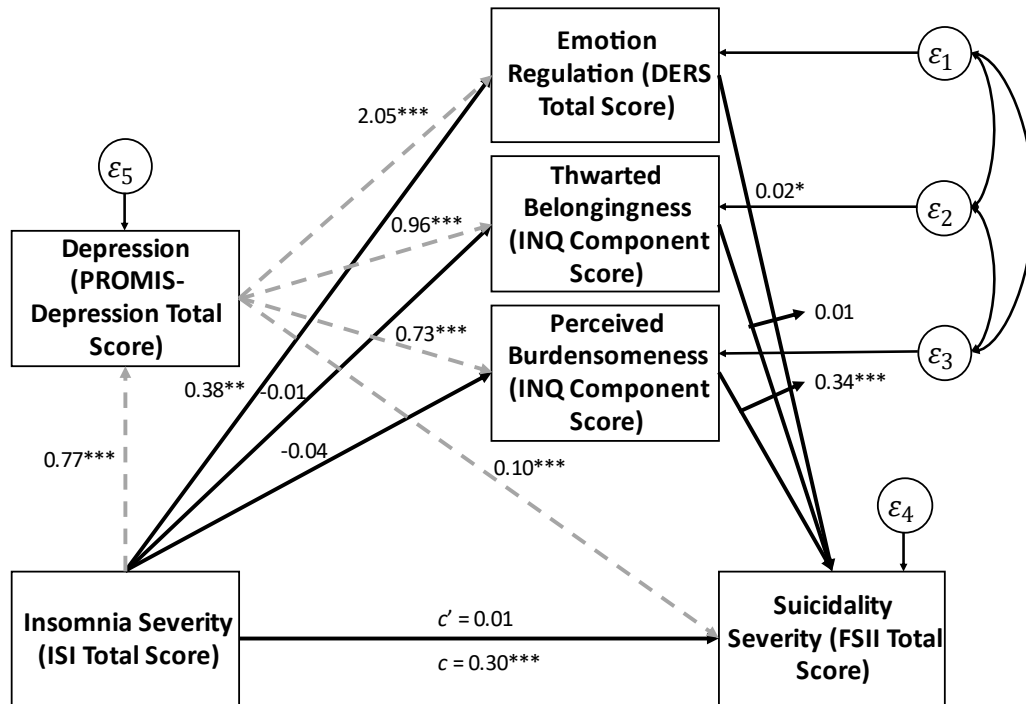 Emotion
Regulation (DERS
Total Score)
ε1
2.05***
ε5
Thwarted
Belongingness
(INQ Component
Score)
0.02*
ε2
0.96***
Depression
(PROMIS-
Depression Total
Score)
Perceived
Burdensomeness
(INQ Component
Score)
0.01
0.73***
ε3
0.38**
-0.01
0.34***
-0.04
0.77***
0.10***
ε4
Insomnia Severity
(ISI Total Score)
c’ = 0.01
c = 0.30***
Suicidality
Severity (FSII Total
Score)